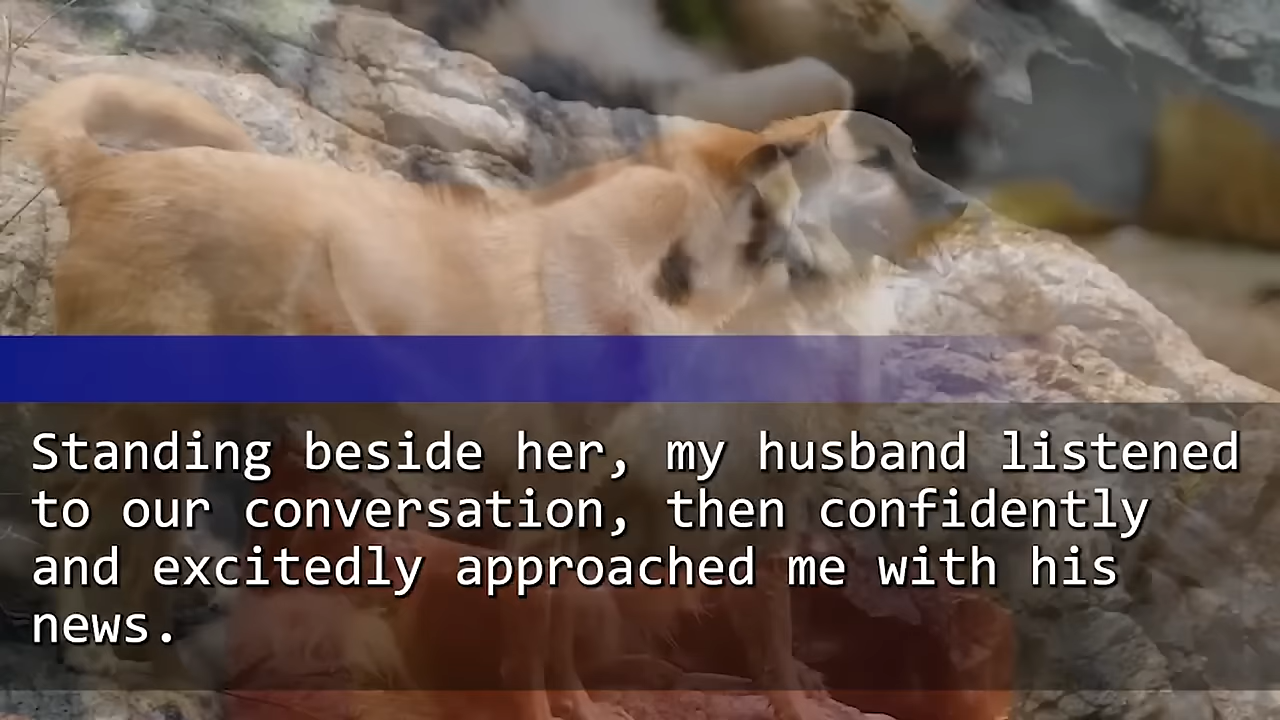 Standing beside her, my husband listened
to our conversation, then confidently
and excitedly approached me with his
news.